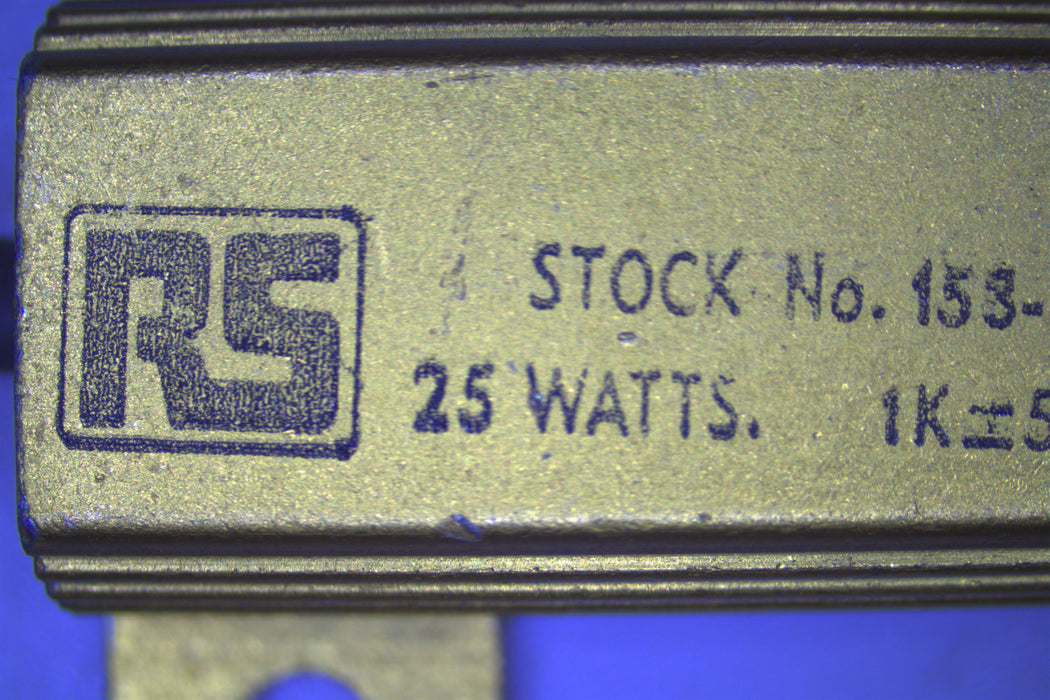 RS
STOCK No. 153-
25 WATTS. 1K±5